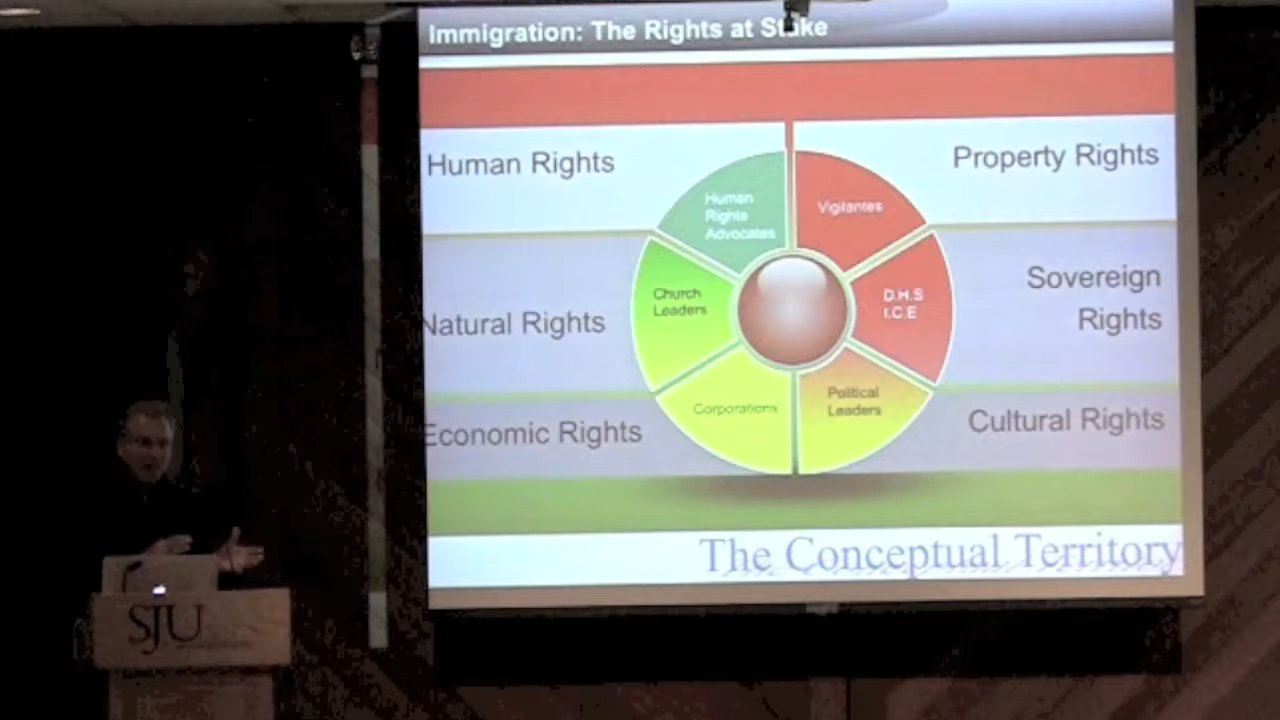 Immigration: The Rights at Stake
Human Rights
Property Rights
Human
Rights
Advocates
Vigilantes
Natural Rights
Sovereign
Rights
Church
Leaders
D.H.S
I.C.E
Economic Rights
Cultural Rights
Corporations
Political
Leaders
The Conceptual Territory
SJU